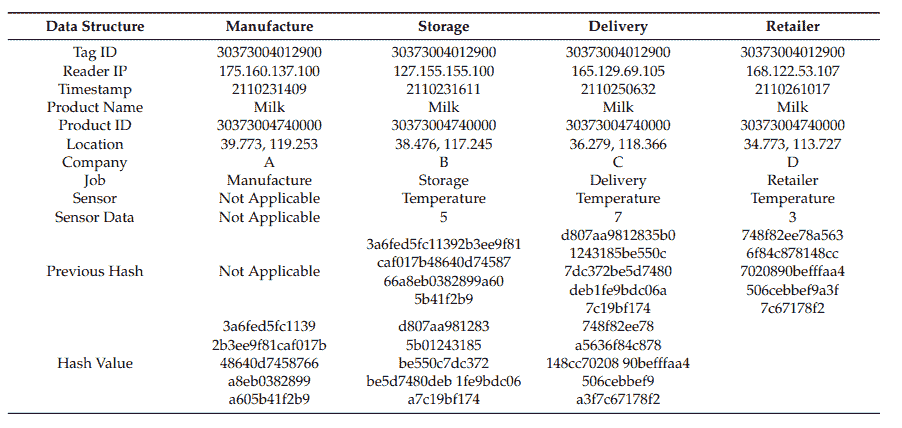 Data Structure Manufacture Storage Delivery Retailer
Tag ID 30373004012900 30373004012900 30373004012900 30373004012900
Reader IP 175.160.137.100 127.155.155.100 165.129.69.105 168.122.53.107
Timestamp 2110231409 2110231611 2110250632 2110261017
Product Name Milk Milk Milk Milk
Product ID 30373004740000 30373004740000 30373004740000 30373004740000
Location 39.773, 119.253 38.476, 117.245 36.279, 118.366 34.773, 113.727
Company A B C D
Job Manufacture Storage Delivery Retailer
Sensor Not Applicable Temperature Temperature Temperature
Sensor Data Not Applicable 5 7 3
Previous Hash Not Applicable
3a6fed5fc11392b3ee9f81
caf017b48640d74587
66a8eb0382899a60
5b41f2b9
d807aa9812835b0
1243185be550c
7dc372be5d7480
deb1fe9bdc06a
7c19bf174
748f82ee78a563
6f84c878148cc
7020890befffaa4
506cebbef9a3f
7c67178f2
Hash Value
3a6fed5fc1139
2b3ee9f81caf017b
48640d7458766
a8eb0382899
a605b41f2b9
d807aa981283
5b01243185
be550c7dc372
be5d7480deb 1fe9bdc06
a7c19bf174
748f82ee78
a5636f84c878
148cc70208 90befffaa4
506cebbef9
a3f7c67178f2